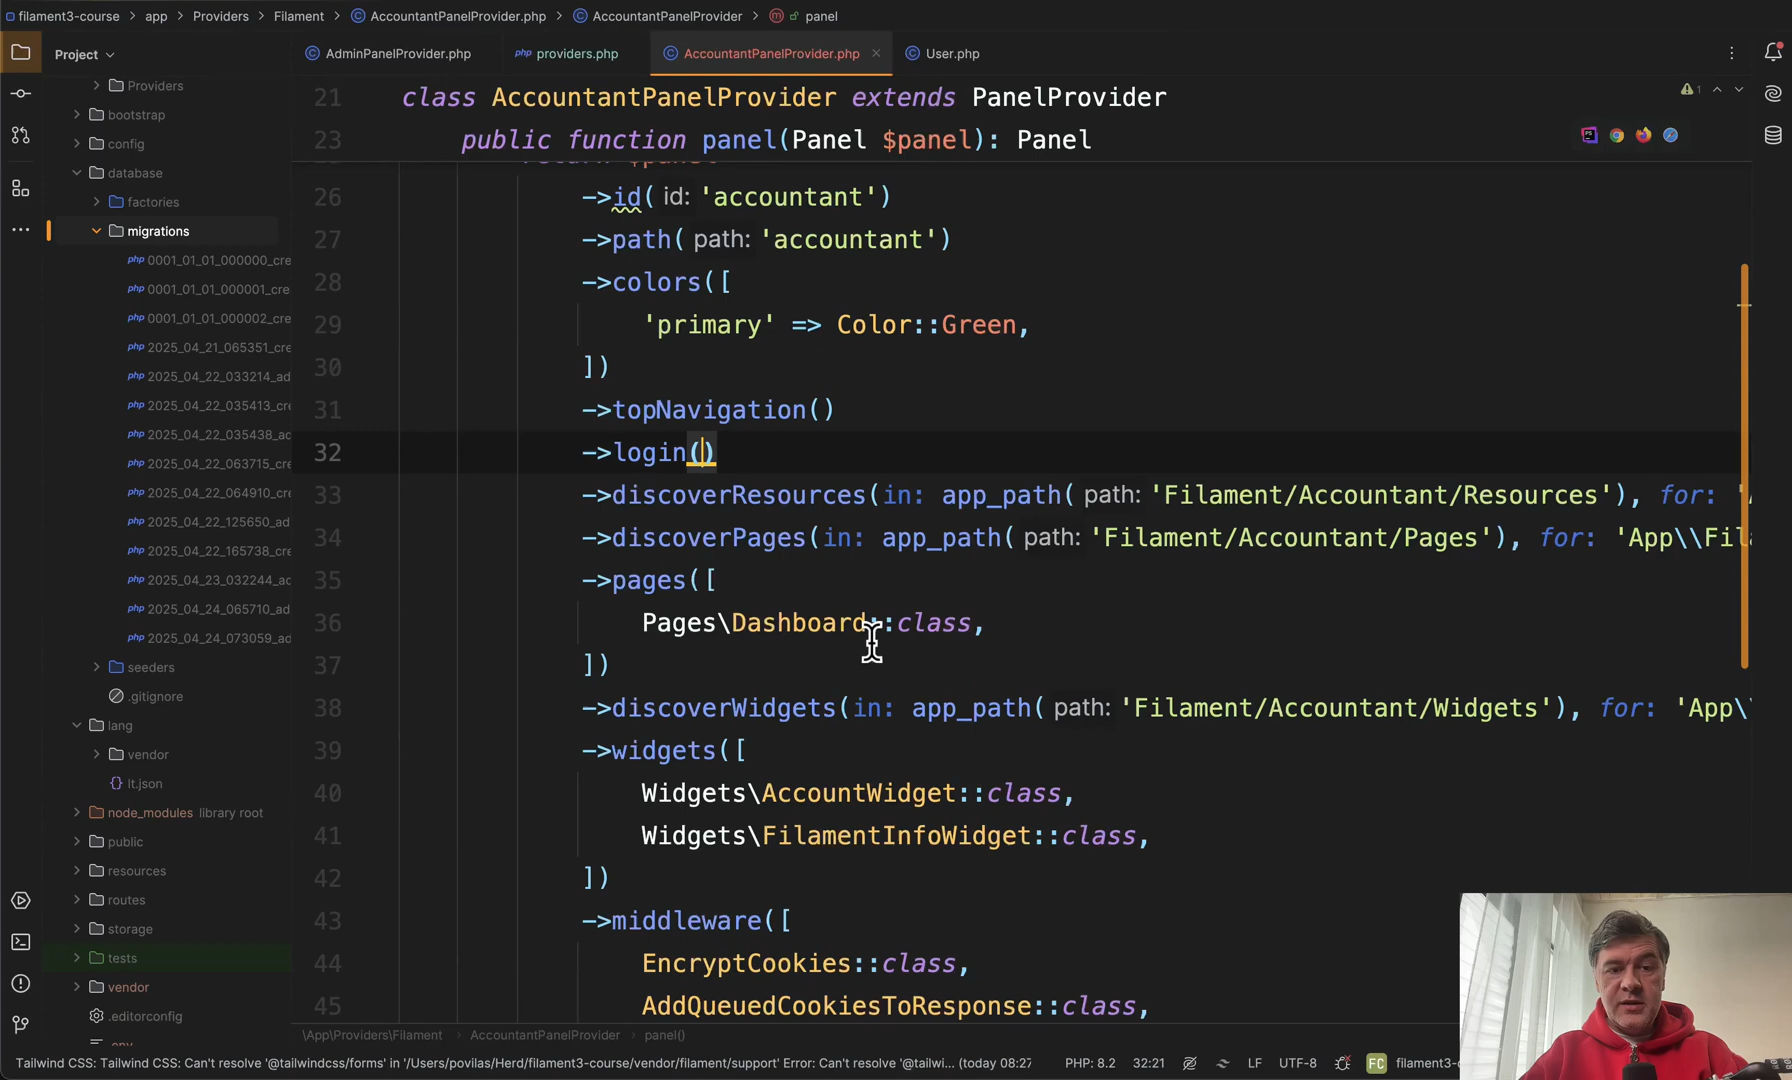 filament3-course
app
Providers
Filament
AccountantPanelProvider.php
AccountantPanelProvider
panel
Project
AdminPanelProvider.php
providers.php
AccountantPanelProvider.php
User.php
Providers
bootstrap
config
database
factories
migrations
0001_01_01_000000_cre
0001_01_01_000001_cre
0001_01_01_000002_cre
2025_04_21_065351_cre
2025_04_22_033214_ad
2025_04_22_035413_cre
2025_04_22_035438_ad
2025_04_22_063715_cre
2025_04_22_064910_cre
2025_04_22_125650_ad
2025_04_22_165738_cre
2025_04_23_032244_ad
2025_04_24_065710_ad
2025_04_24_073059_ad
seeders
.gitignore
lang
vendor
lt.json
node_modules library root
public
resources
routes
storage
tests
vendor
.editorconfig
21 class AccountantPanelProvider extends PanelProvider
23 public function panel(Panel $panel): Panel
return $panel
26 ->id( id: 'accountant')
27 ->path( path: 'accountant')
28 ->colors([
29 'primary' => Color::Green,
30 ])
31 ->topNavigation()
32 ->login()
33 ->discoverResources(in: app_path( path: 'Filament/Accountant/Resources'), for: 'A
34 ->discoverPages(in: app_path( path: 'Filament/Accountant/Pages'), for: 'App\\Fila
35 ->pages([
36 Pages\Dashboard::class,
37 ])
38 ->discoverWidgets(in: app_path( path: 'Filament/Accountant/Widgets'), for: 'App\\
39 ->widgets([
40 Widgets\AccountWidget::class,
41 Widgets\FilamentInfoWidget::class,
42 ])
43 ->middleware([
44 EncryptCookies::class,
45 AddQueuedCookiesToResponse::class,
1
\App\Providers\Filament
AccountantPanelProvider
panel()
Tailwind CSS: Tailwind CSS: Can't resolve '@tailwindcss/forms' in '/Users/povilas/Herd/filament3-course/vendor/filament/support' Error: Can't resolve '@tailwi... (today 08:27
PHP: 8.2
32:21
LF
UTF-8
FC
filament3-c